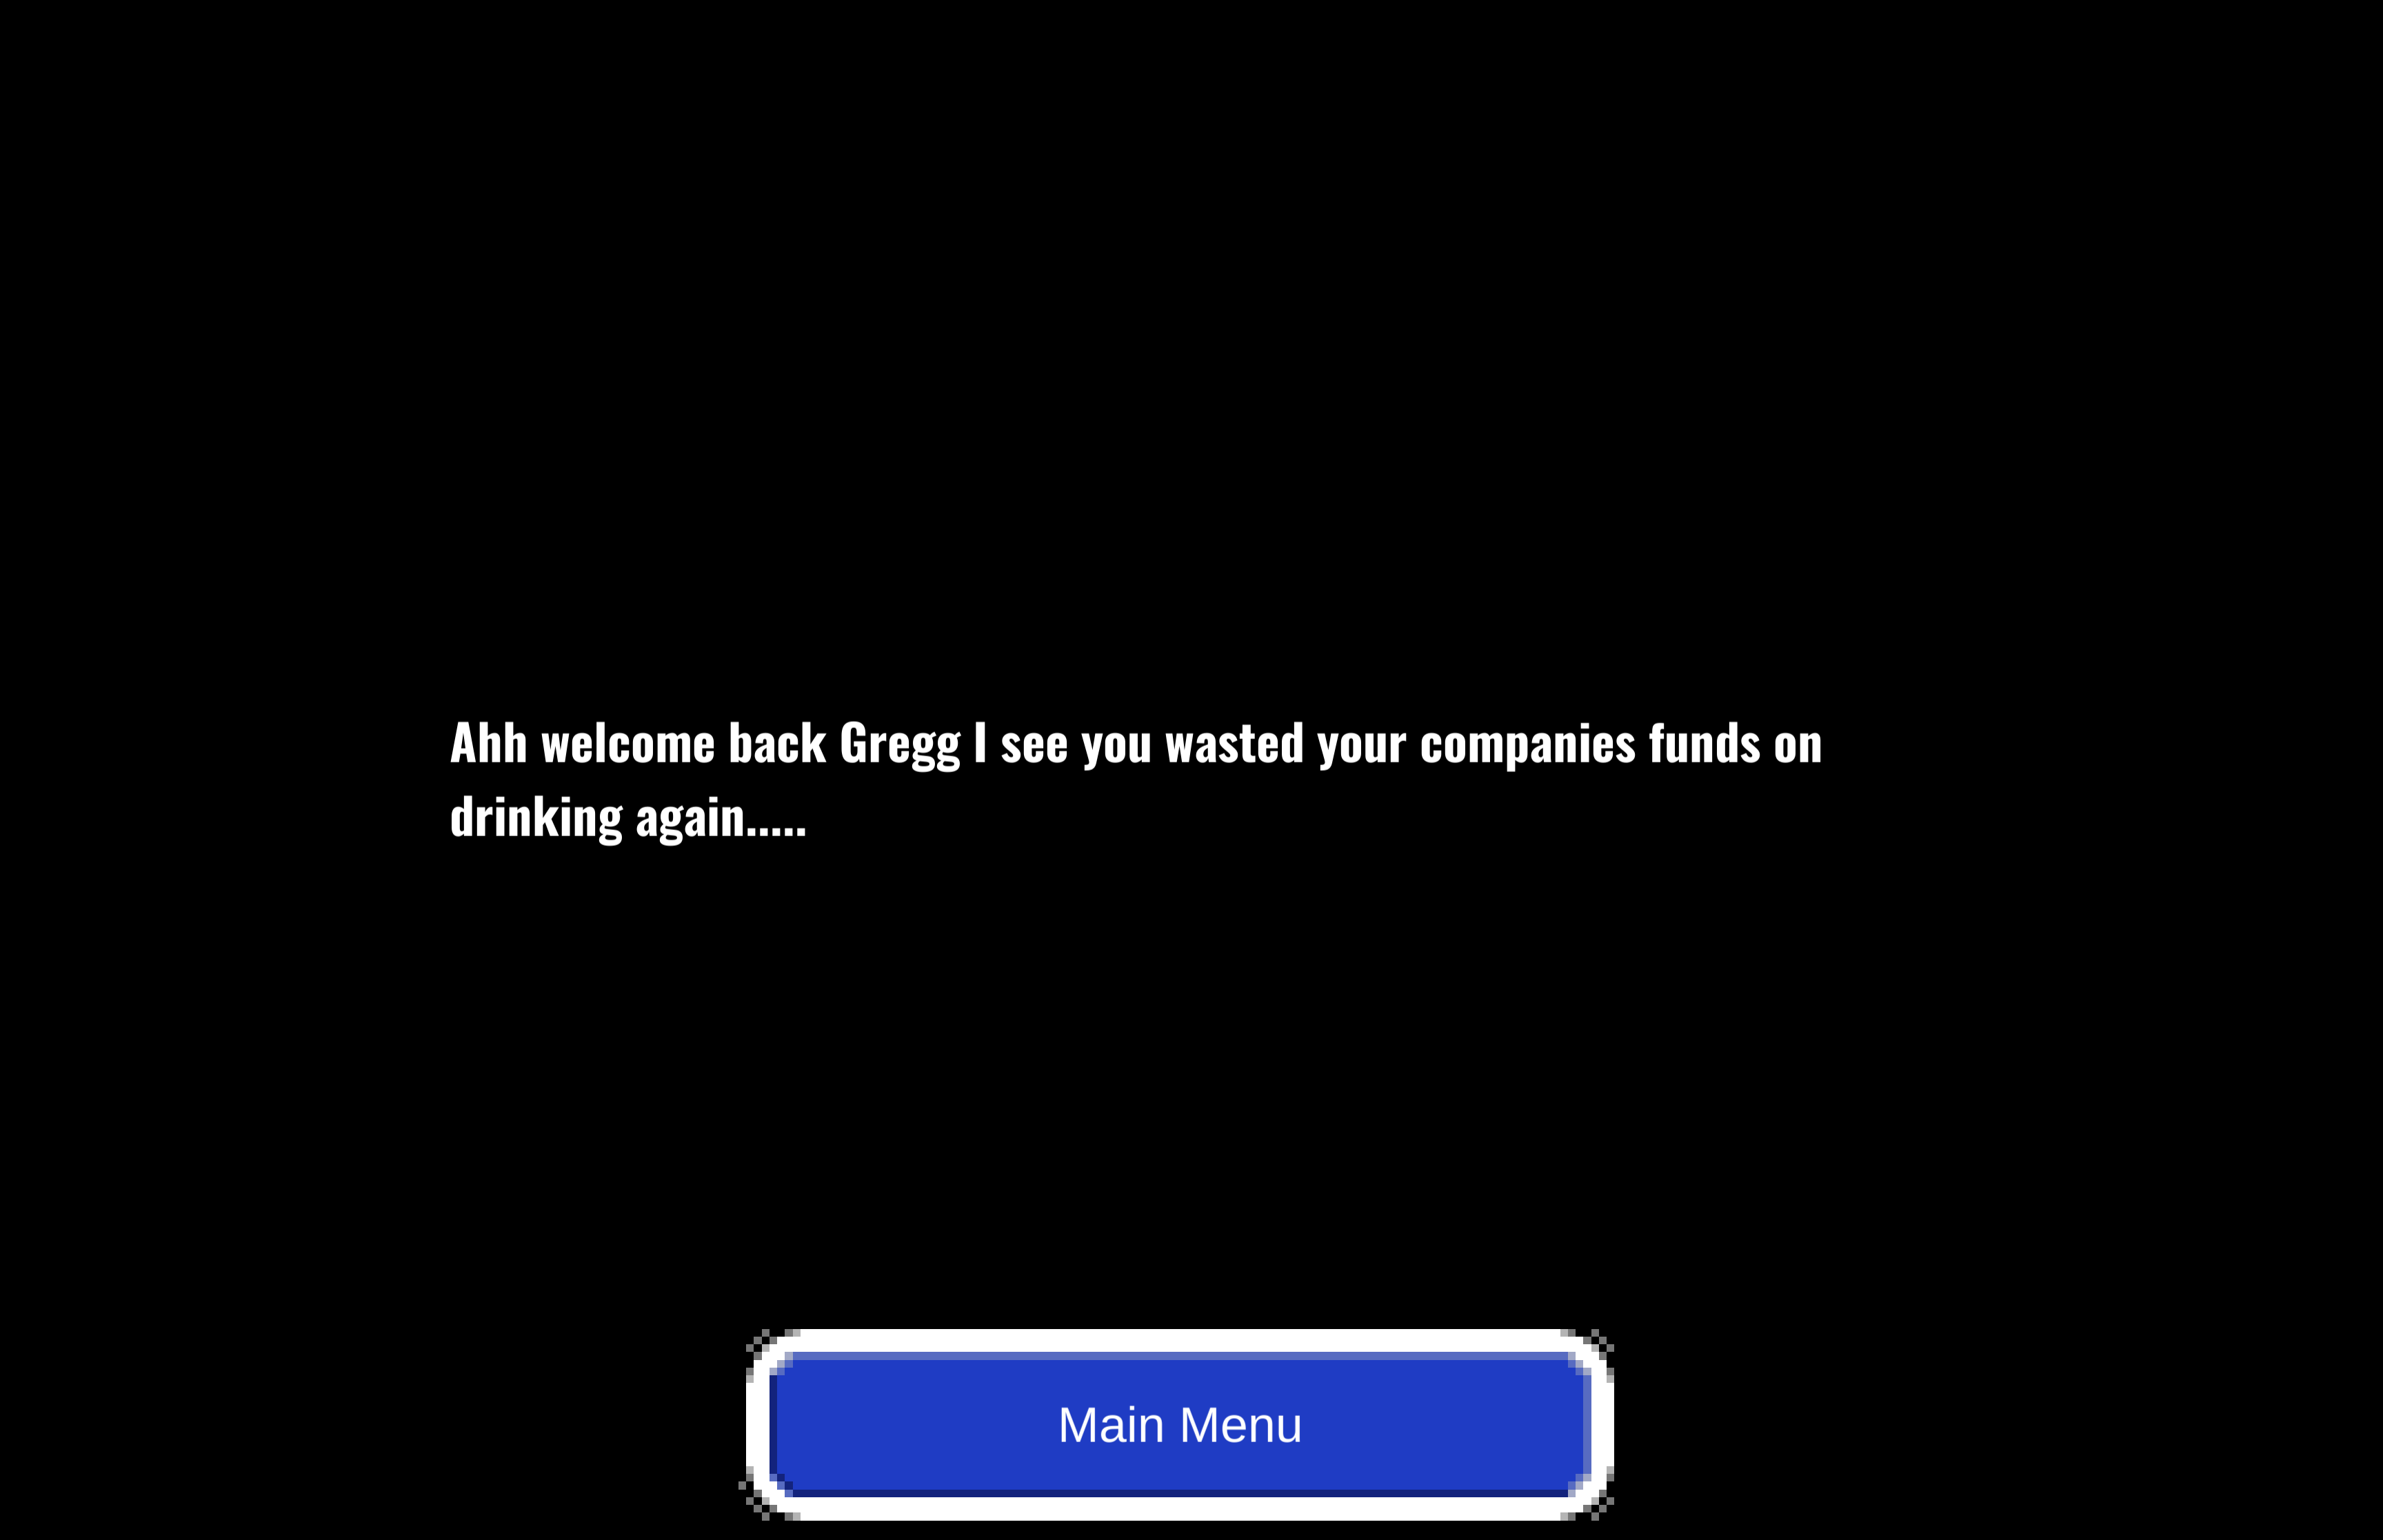 Ahh welcome back Gregg I see you wasted your companies funds on
drinking again.....
Main Menu